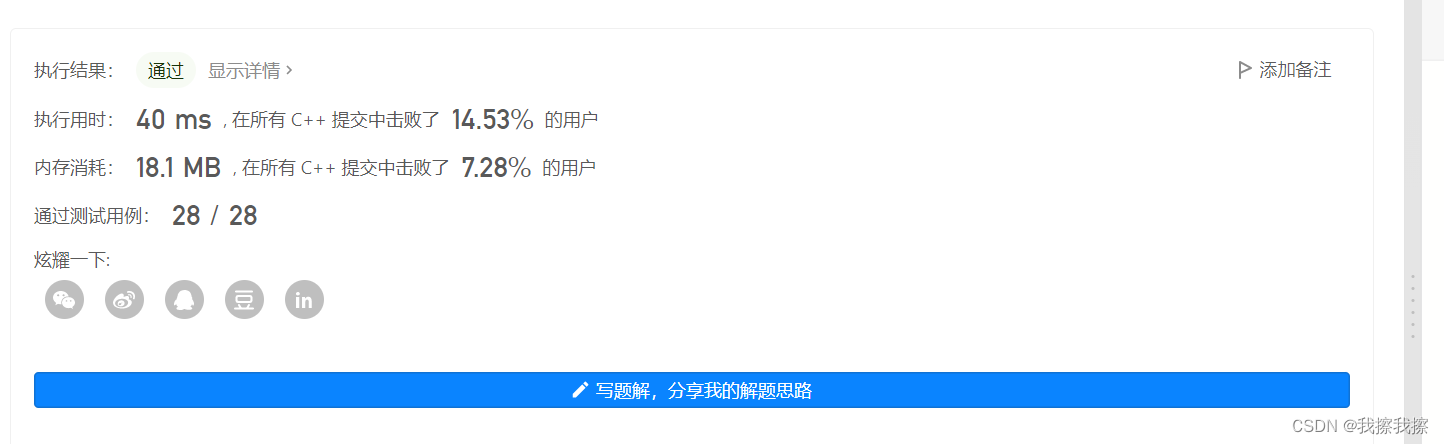 执行结果： 通过 显示详情 > 添加备注
执行用时： 40 ms , 在所有 C++ 提交中击败了 14.53% 的用户
内存消耗： 18.1 MB , 在所有 C++ 提交中击败了 7.28% 的用户
通过测试用例： 28 / 28
炫耀一下:
豆 in
写题解，分享我的解题思路
CSDN @我擦我擦